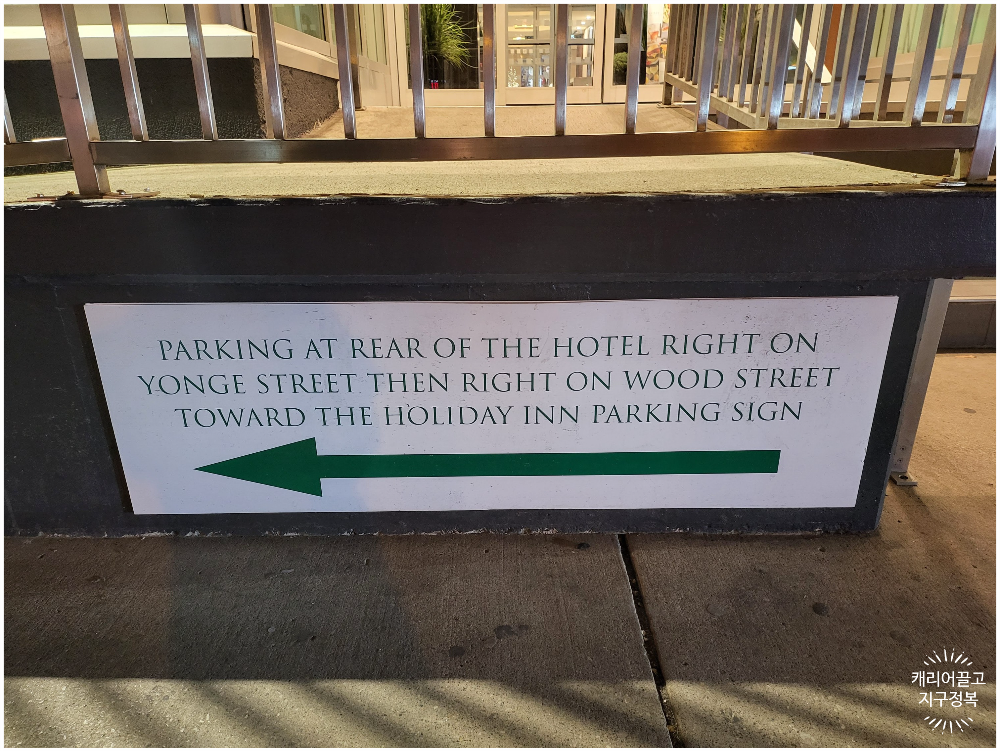 PARKING AT REAR OF THE HOTEL RIGHT ON
YONGE STREET THEN RIGHT ON WOOD STREET
TOWARD THE HOLIDAY INN PARKING SIGN
캐리어끌고
지구정복